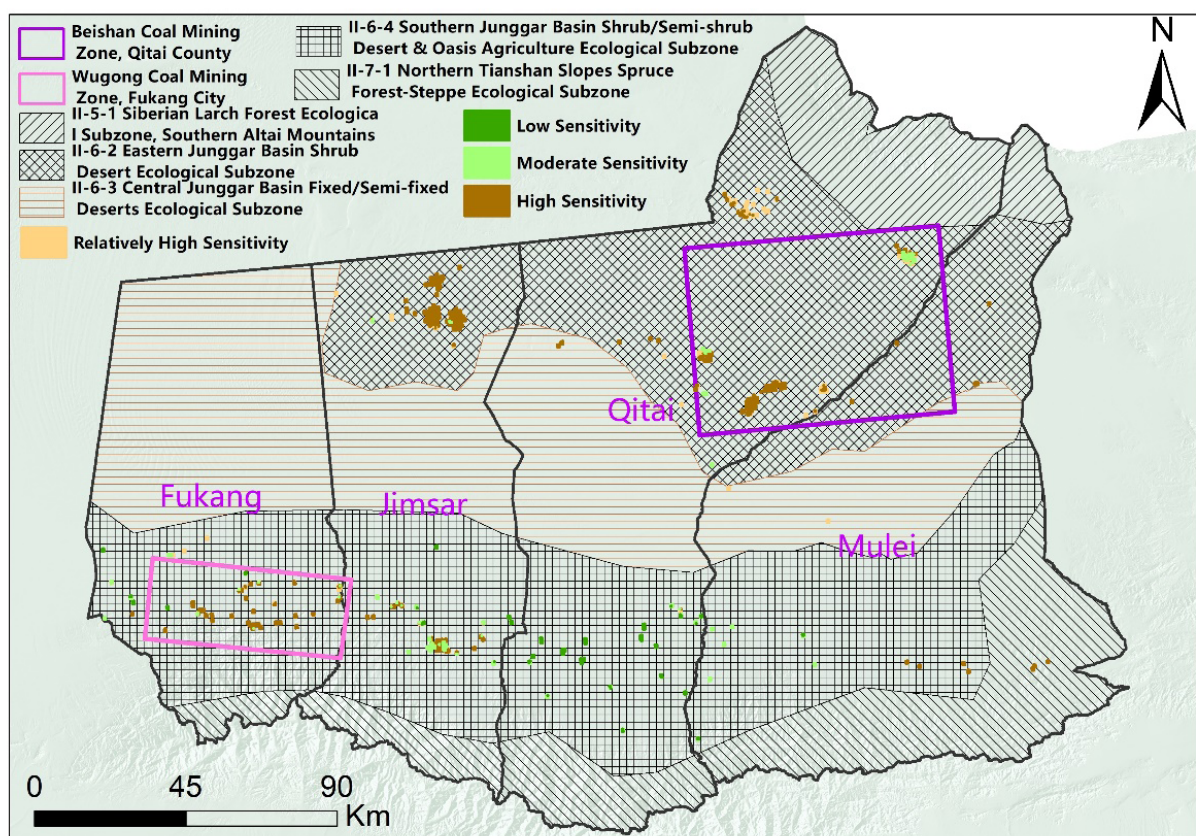 Beishan Coal Mining
Zone, Qitai County
Wugong Coal Mining
Zone, Fukang City
II-5-1 Siberian Larch Forest Ecologica
l Subzone, Southern Altai Mountains
II-6-2 Eastern Junggar Basin Shrub
Desert Ecological Subzone
II-6-3 Central Junggar Basin Fixed/Semi-fixed
Deserts Ecological Subzone
Relatively High Sensitivity
II-6-4 Southern Junggar Basin Shrub/Semi-shrub
Desert & Oasis Agriculture Ecological Subzone
II-7-1 Northern Tianshan Slopes Spruce
Forest-Steppe Ecological Subzone
Low Sensitivity
Moderate Sensitivity
High Sensitivity
N
Qitai
Fukang
Jimsar
Mulei
0 45 90
Km